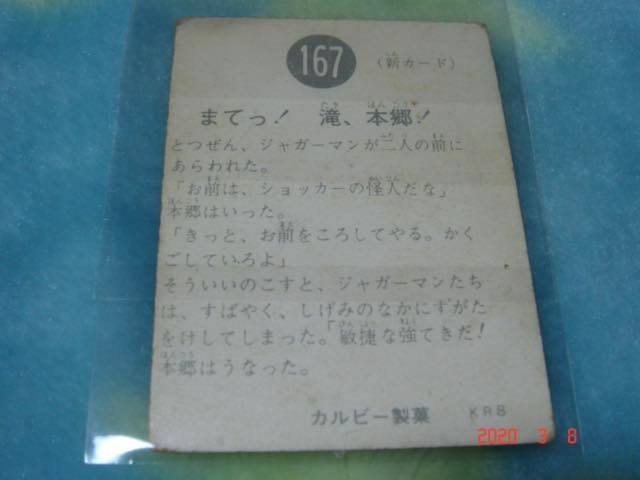 167
(新カード)
まてっ! 滝、本郷!
とつぜん、ジャガーマンが二人の前に
あらわれた。
「お前は、ショッカーの怪人だな」
本郷はいった。
「きっと、お前をころしてやる。かく
ごしていろよ」
そういいのこすと、ジャガーマンたち
は、すばやく、しげみのなかにずがた
をけしてしまった。「敏捷な強てきだ!
本郷はうなった。
カルビー製菓 KRB
2020 3 8